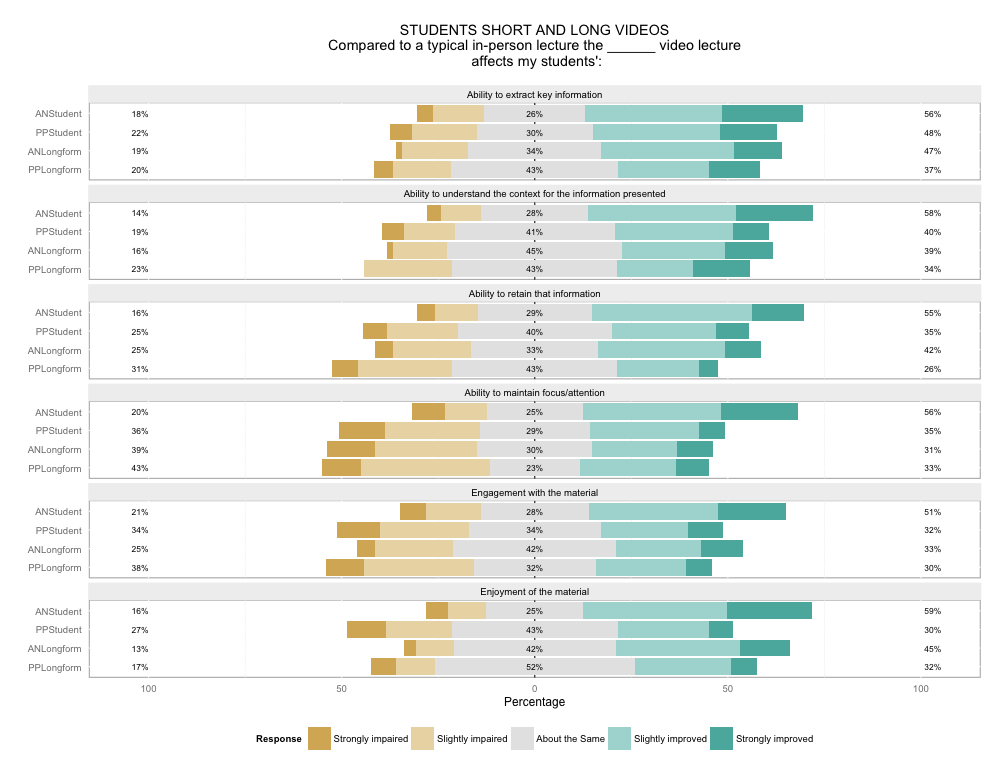 STUDENTS SHORT AND LONG VIDEOS
Compared to a typical in-person lecture the ______ video lecture
affects my students':
Ability to extract key information
ANStudent 18% 26% 56%
PPStudent 22% 30% 48%
ANLongform 19% 34% 47%
PPLongform 20% 43% 37%
Ability to understand the context for the information presented
ANStudent 14% 28% 58%
PPStudent 19% 41% 40%
ANLongform 16% 45% 39%
PPLongform 23% 43% 34%
Ability to retain that information
ANStudent 16% 29% 55%
PPStudent 25% 40% 35%
ANLongform 25% 33% 42%
PPLongform 31% 43% 26%
Ability to maintain focus/attention
ANStudent 20% 25% 56%
PPStudent 36% 29% 35%
ANLongform 39% 30% 31%
PPLongform 43% 23% 33%
Engagement with the material
ANStudent 21% 28% 51%
PPStudent 34% 34% 32%
ANLongform 25% 42% 33%
PPLongform 38% 32% 30%
Enjoyment of the material
ANStudent 16% 25% 59%
PPStudent 27% 43% 30%
ANLongform 13% 42% 45%
PPLongform 17% 52% 32%
100 50 0 50 100
Percentage
Response Strongly impaired Slightly impaired About the Same Slightly improved Strongly improved